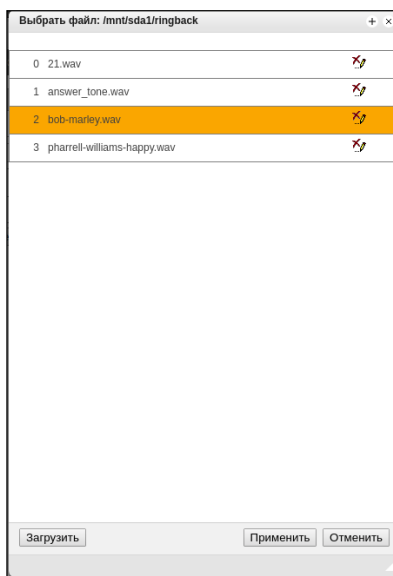 Выбрать файл: /mnt/sda1/ringback
0 21.wav
1 answer_tone.wav
2 bob-marley.wav
3 pharrell-williams-happy.wav
Загрузить Применить Отменить